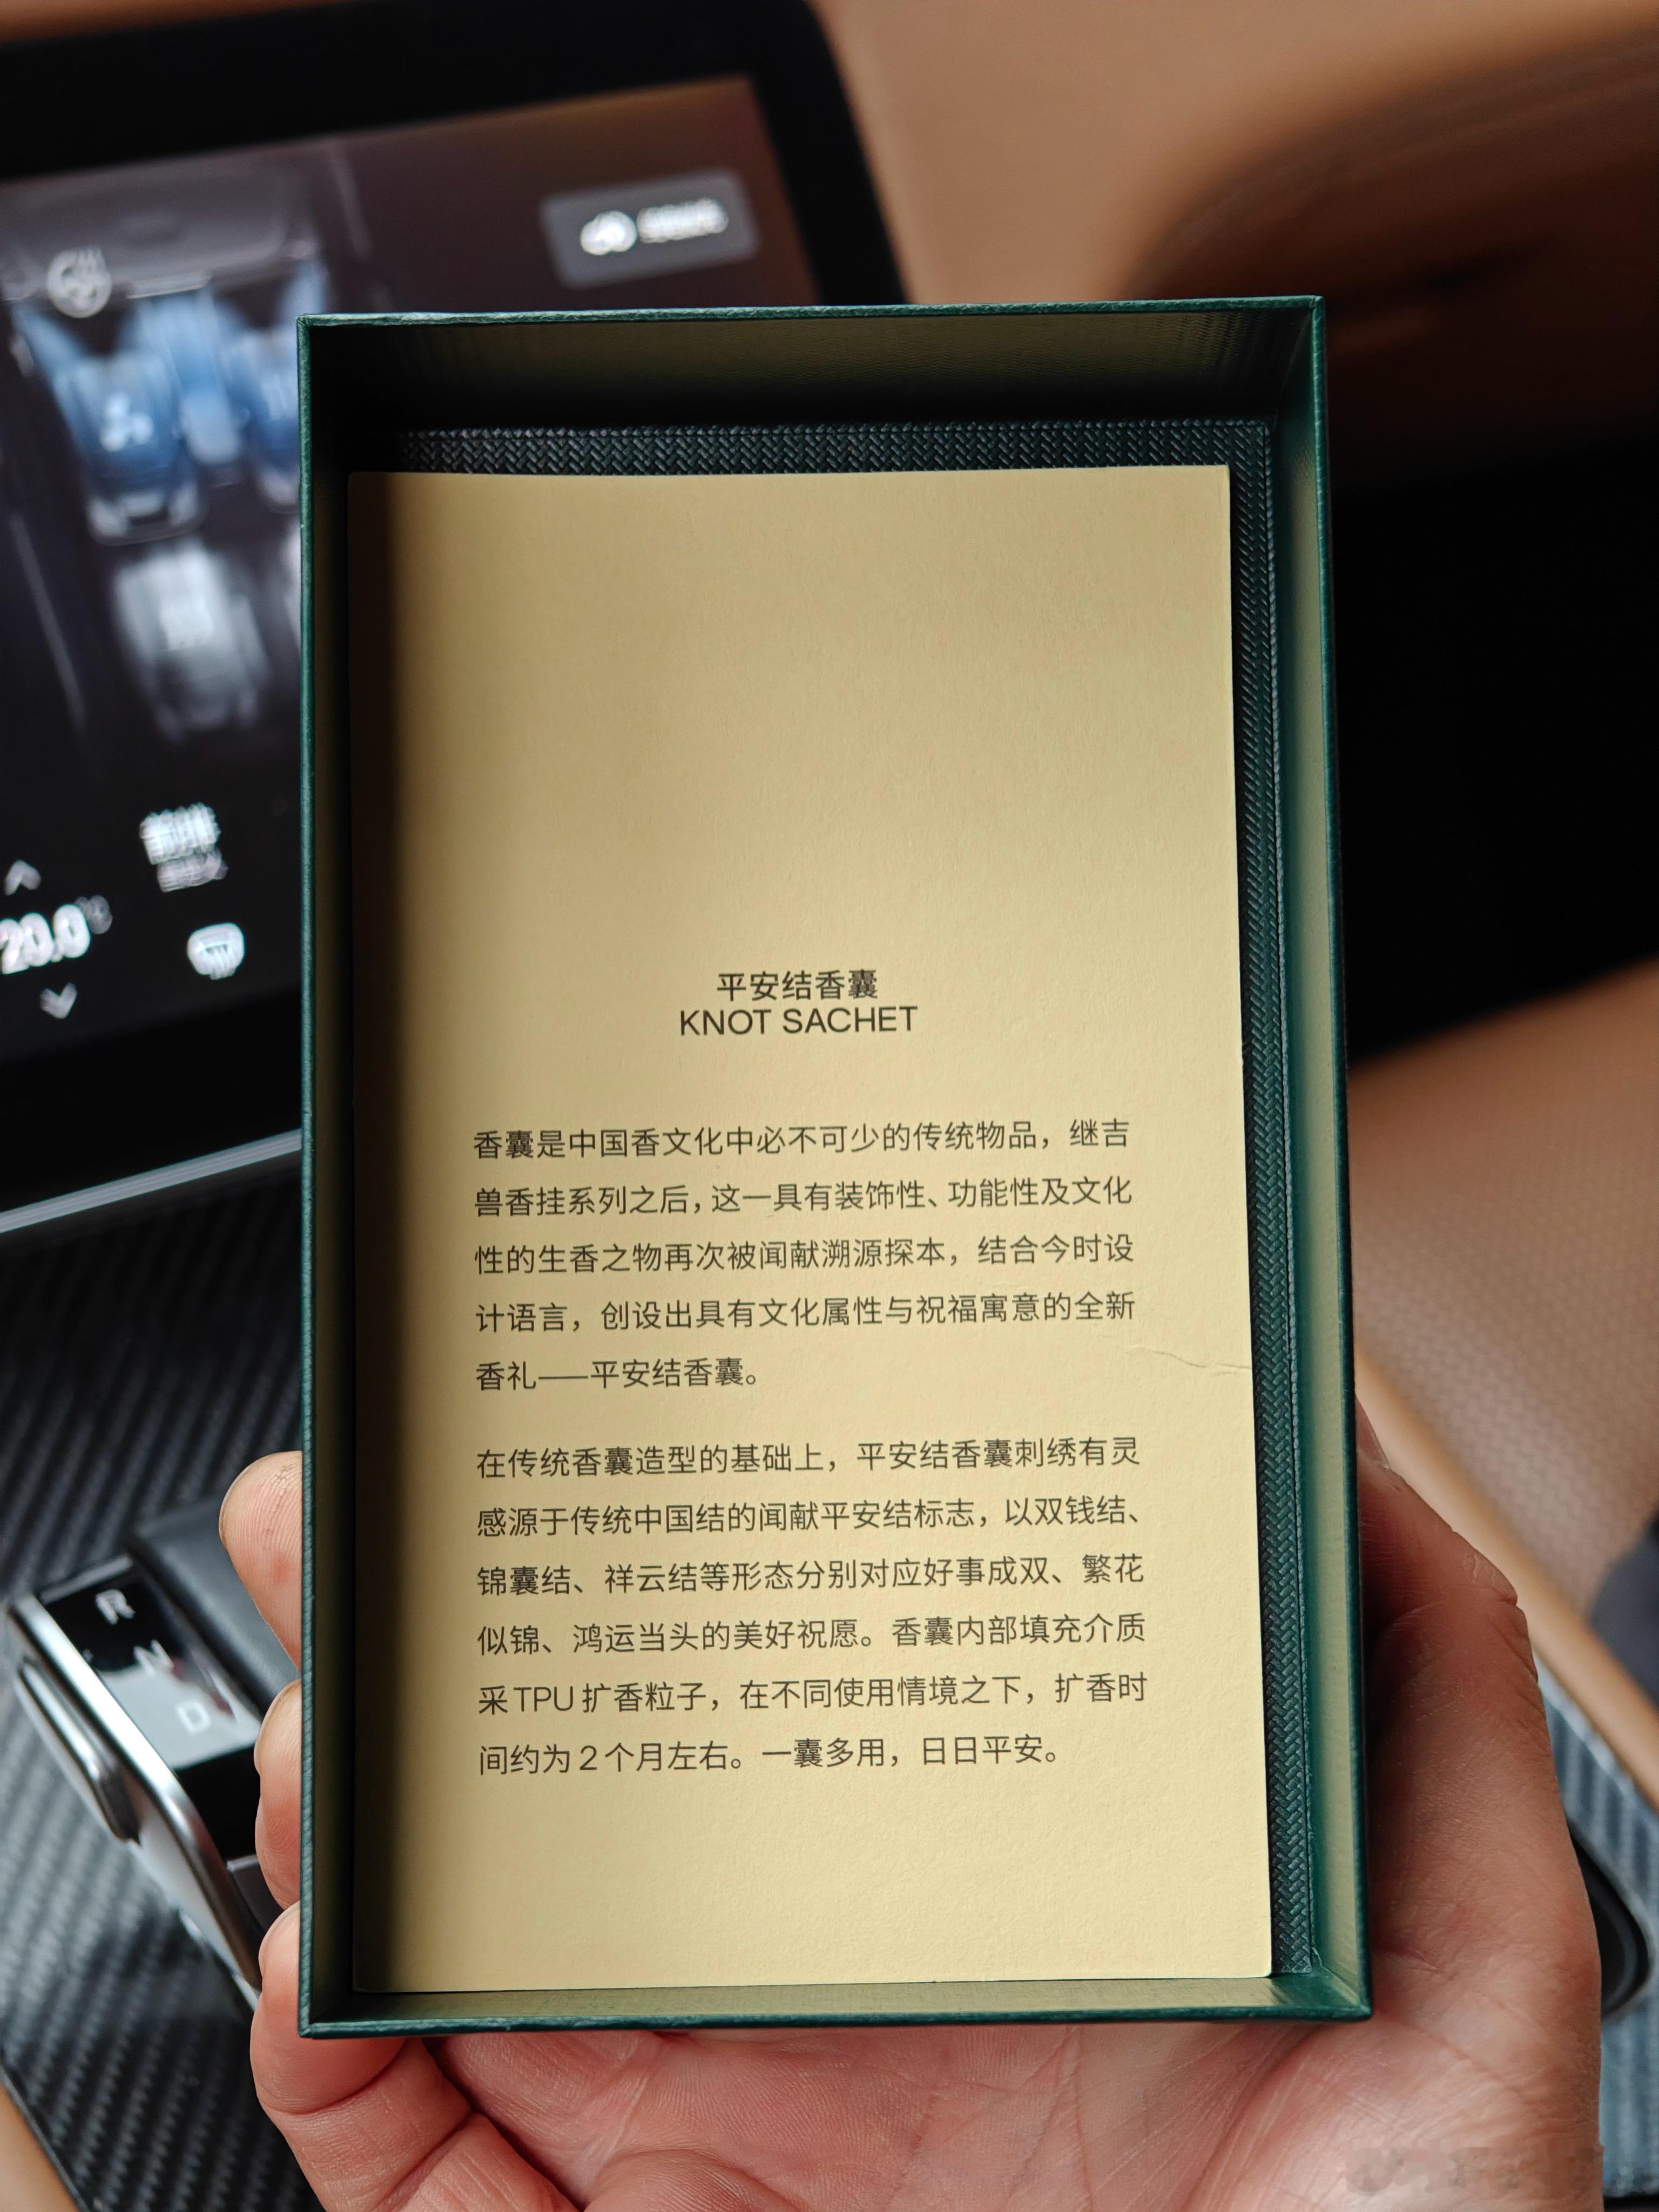 平安结香囊
KNOT SACHET
香囊是中国香文化中必不可少的传统物品，继吉
兽香挂系列之后，这一具有装饰性、功能性及文化
性的生香之物再次被闻献溯源探本，结合今时设
计语言，创设出具有文化属性与祝福寓意的全新
香礼——平安结香囊。
在传统香囊造型的基础上，平安结香囊刺绣有灵
感源于传统中国结的闻献平安结标志，以双钱结、
锦囊结、祥云结等形态分别对应好事成双、繁花
似锦、鸿运当头的美好祝愿。香囊内部填充介质
采TPU扩香粒子，在不同使用情境之下，扩香时
间约为2个月左右。一囊多用，日日平安。
20.0
R
N
D